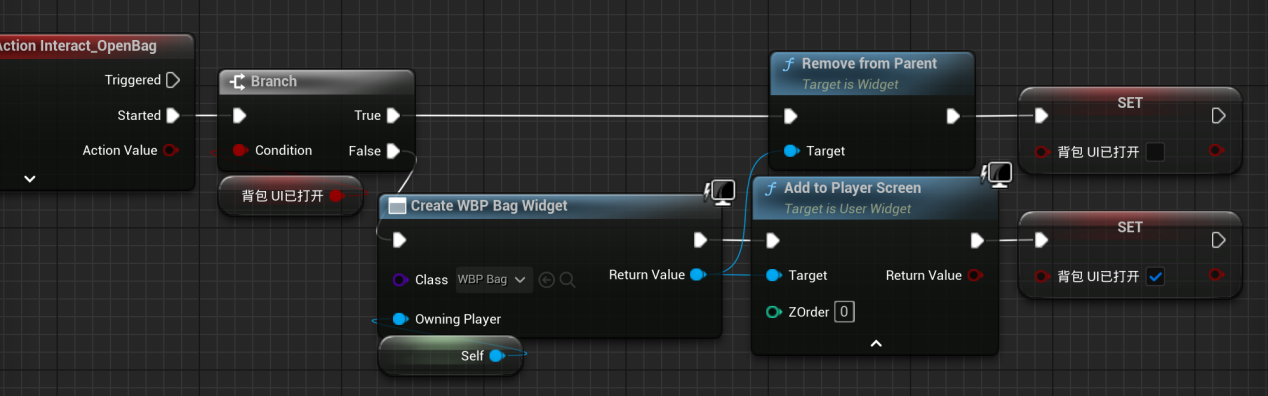 Action Interact_OpenBag
Triggered
Started
Action Value
Branch
True
Condition
False
背包 UI已打开
Create WBP Bag Widget
Class
WBP Bag
Return Value
Owning Player
Self
Remove from Parent
Target is Widget
Target
Add to Player Screen
Target is User Widget
Target
Return Value
ZOrder
0
SET
背包 UI已打开
SET
背包 UI已打开